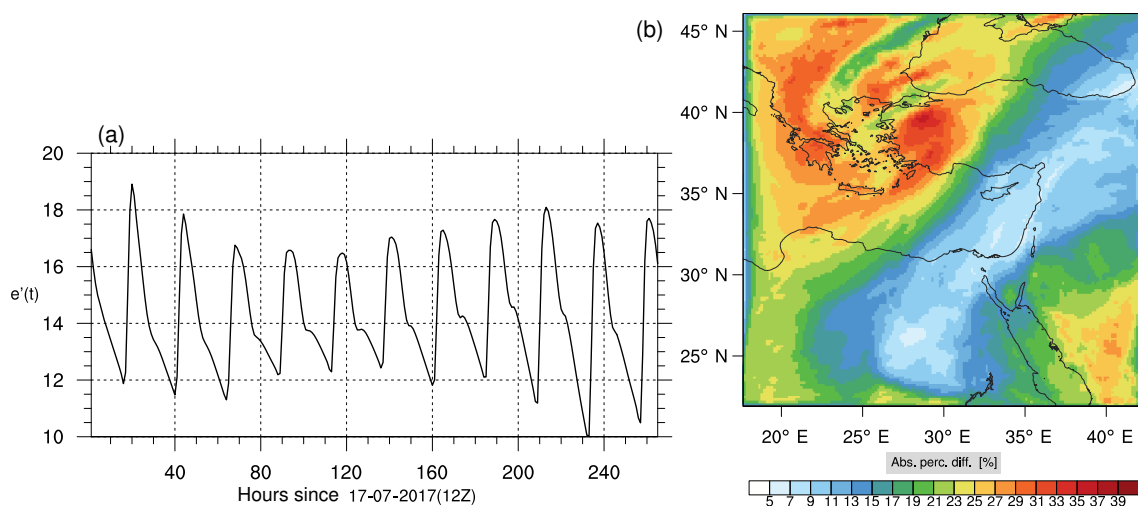 (a)
20
18
16
e'(t)
14
12
10
40 80 120 160 200 240
Hours since 17-07-2017(12Z)
(b)
45° N
40° N
35° N
30° N
25° N
20° E 25° E 30° E 35° E 40° E
Abs. perc. diff. [%]
5 7 9 11 13 15 17 19 21 23 25 27 29 31 33 35 37 39